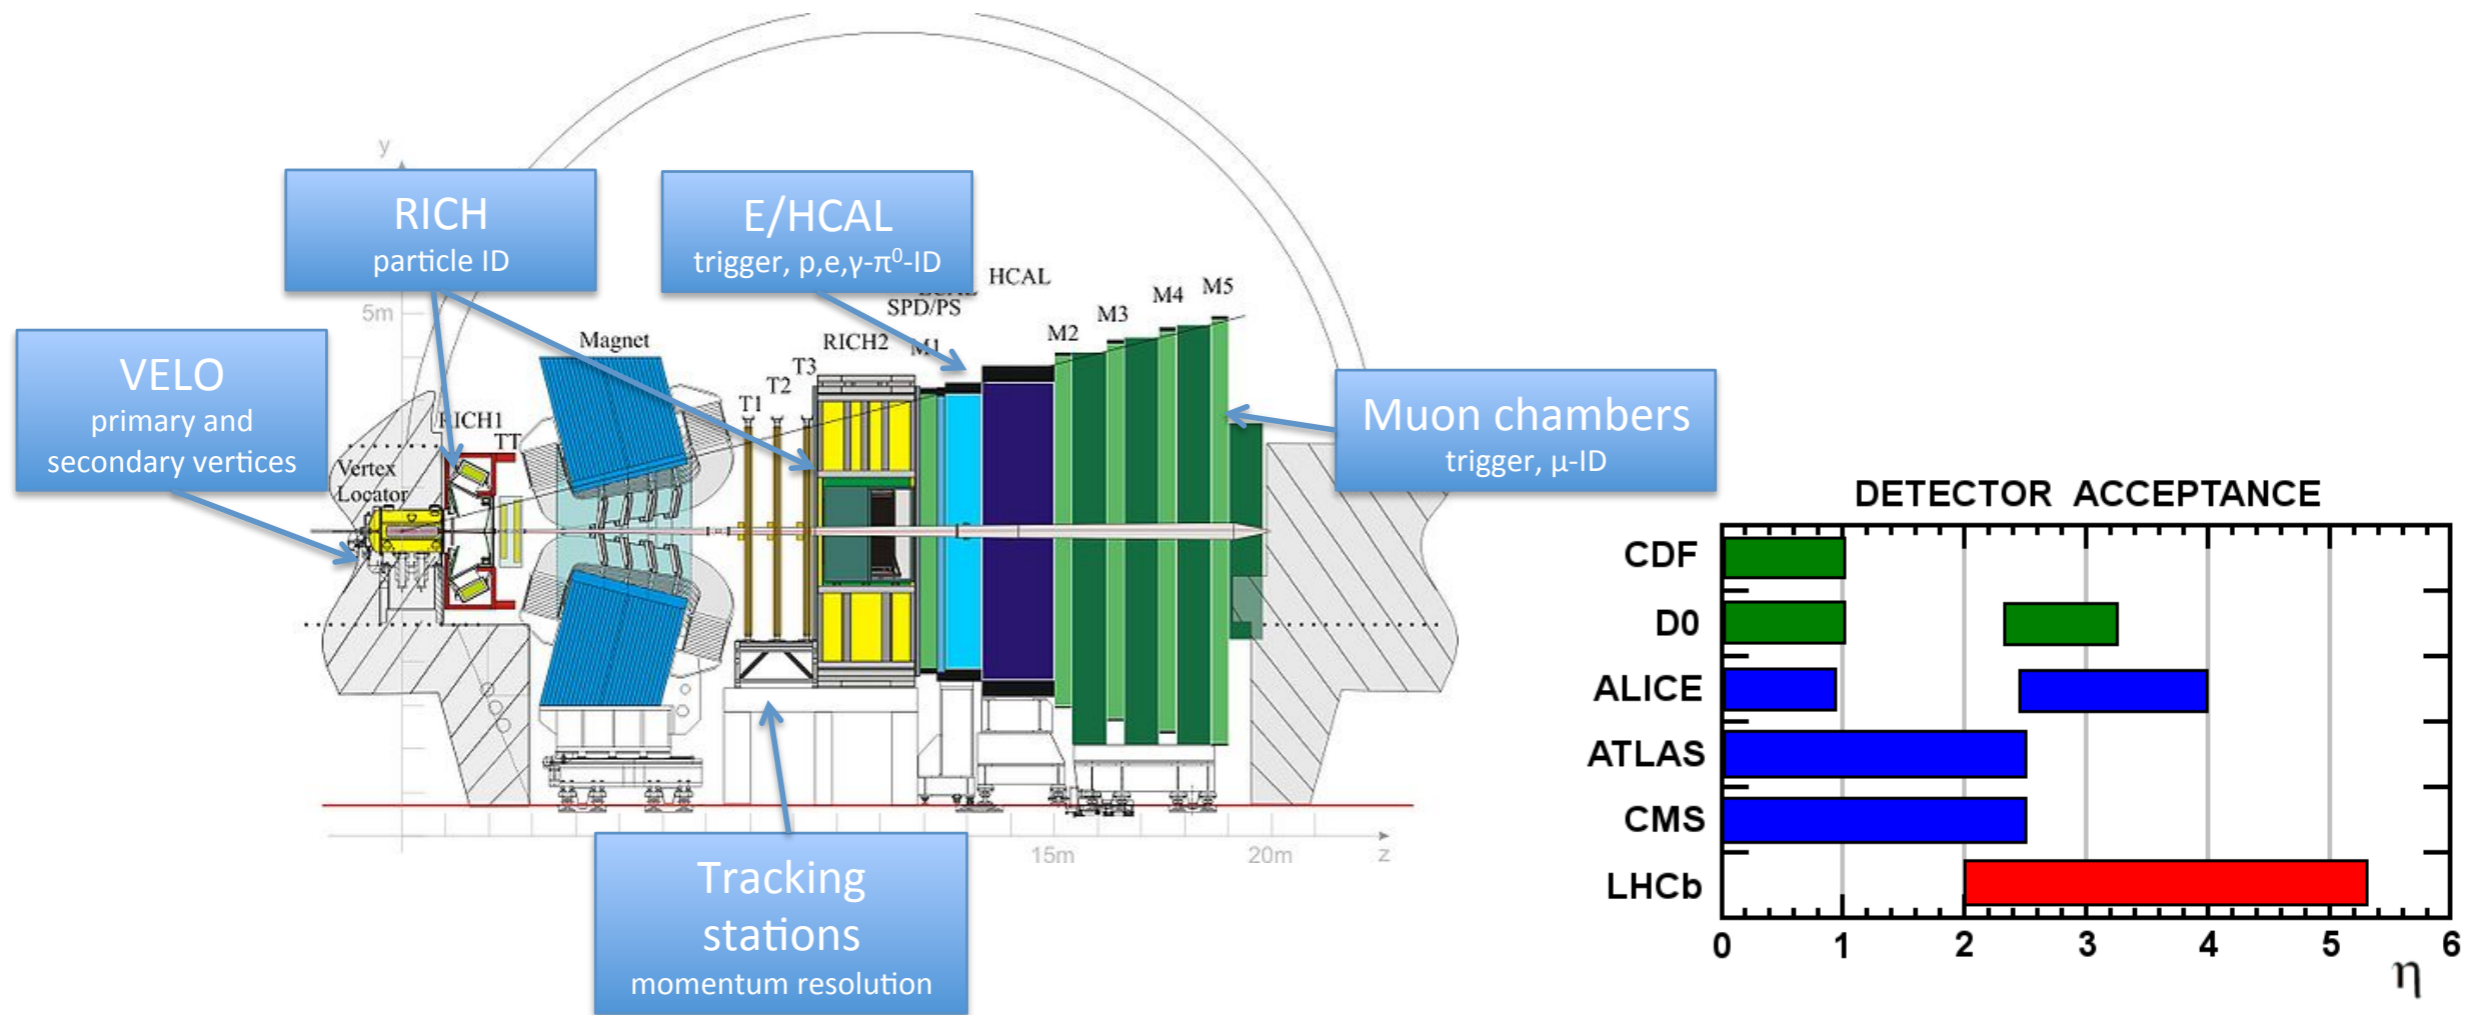 y
RICH
particle ID
E/HCAL
trigger, p,e,γ-π⁰-ID
HCAL
SPD/PS
M5
M4
M3
M2
5m
Magnet
RICH2
M1
T3
T2
T1
VELO
primary and
secondary vertices
RICH1
TT
Vertex
Locator
Muon chambers
trigger, μ-ID
15m
20m
z
Tracking
stations
momentum resolution
DETECTOR ACCEPTANCE
CDF
D0
ALICE
ATLAS
CMS
LHCb
0 1 2 3 4 5 6
η